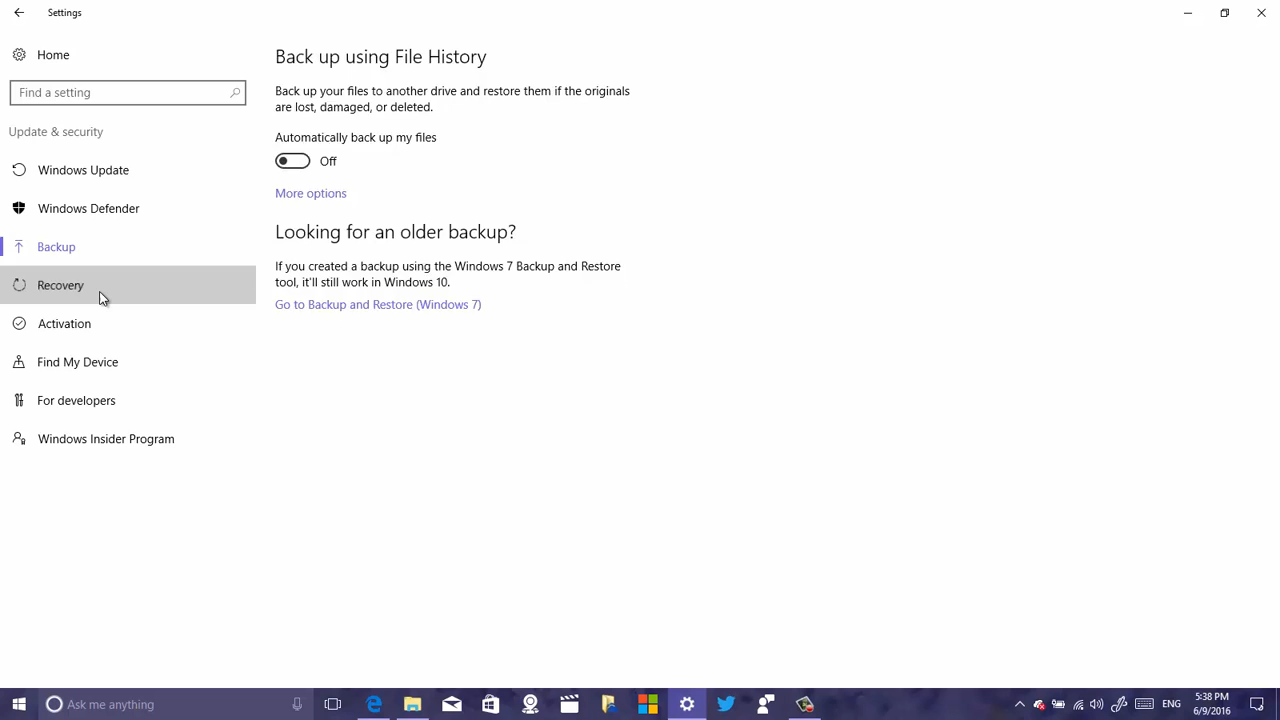 Settings
Home
Find a setting
Update & security
Windows Update
Windows Defender
Backup
Recovery
Activation
Find My Device
For developers
Windows Insider Program
Back up using File History
Back up your files to another drive and restore them if the originals
are lost, damaged, or deleted.
Automatically back up my files
Off
More options
Looking for an older backup?
If you created a backup using the Windows 7 Backup and Restore
tool, it'll still work in Windows 10.
Go to Backup and Restore (Windows 7)
Ask me anything
ENG
5:38 PM
6/9/2016